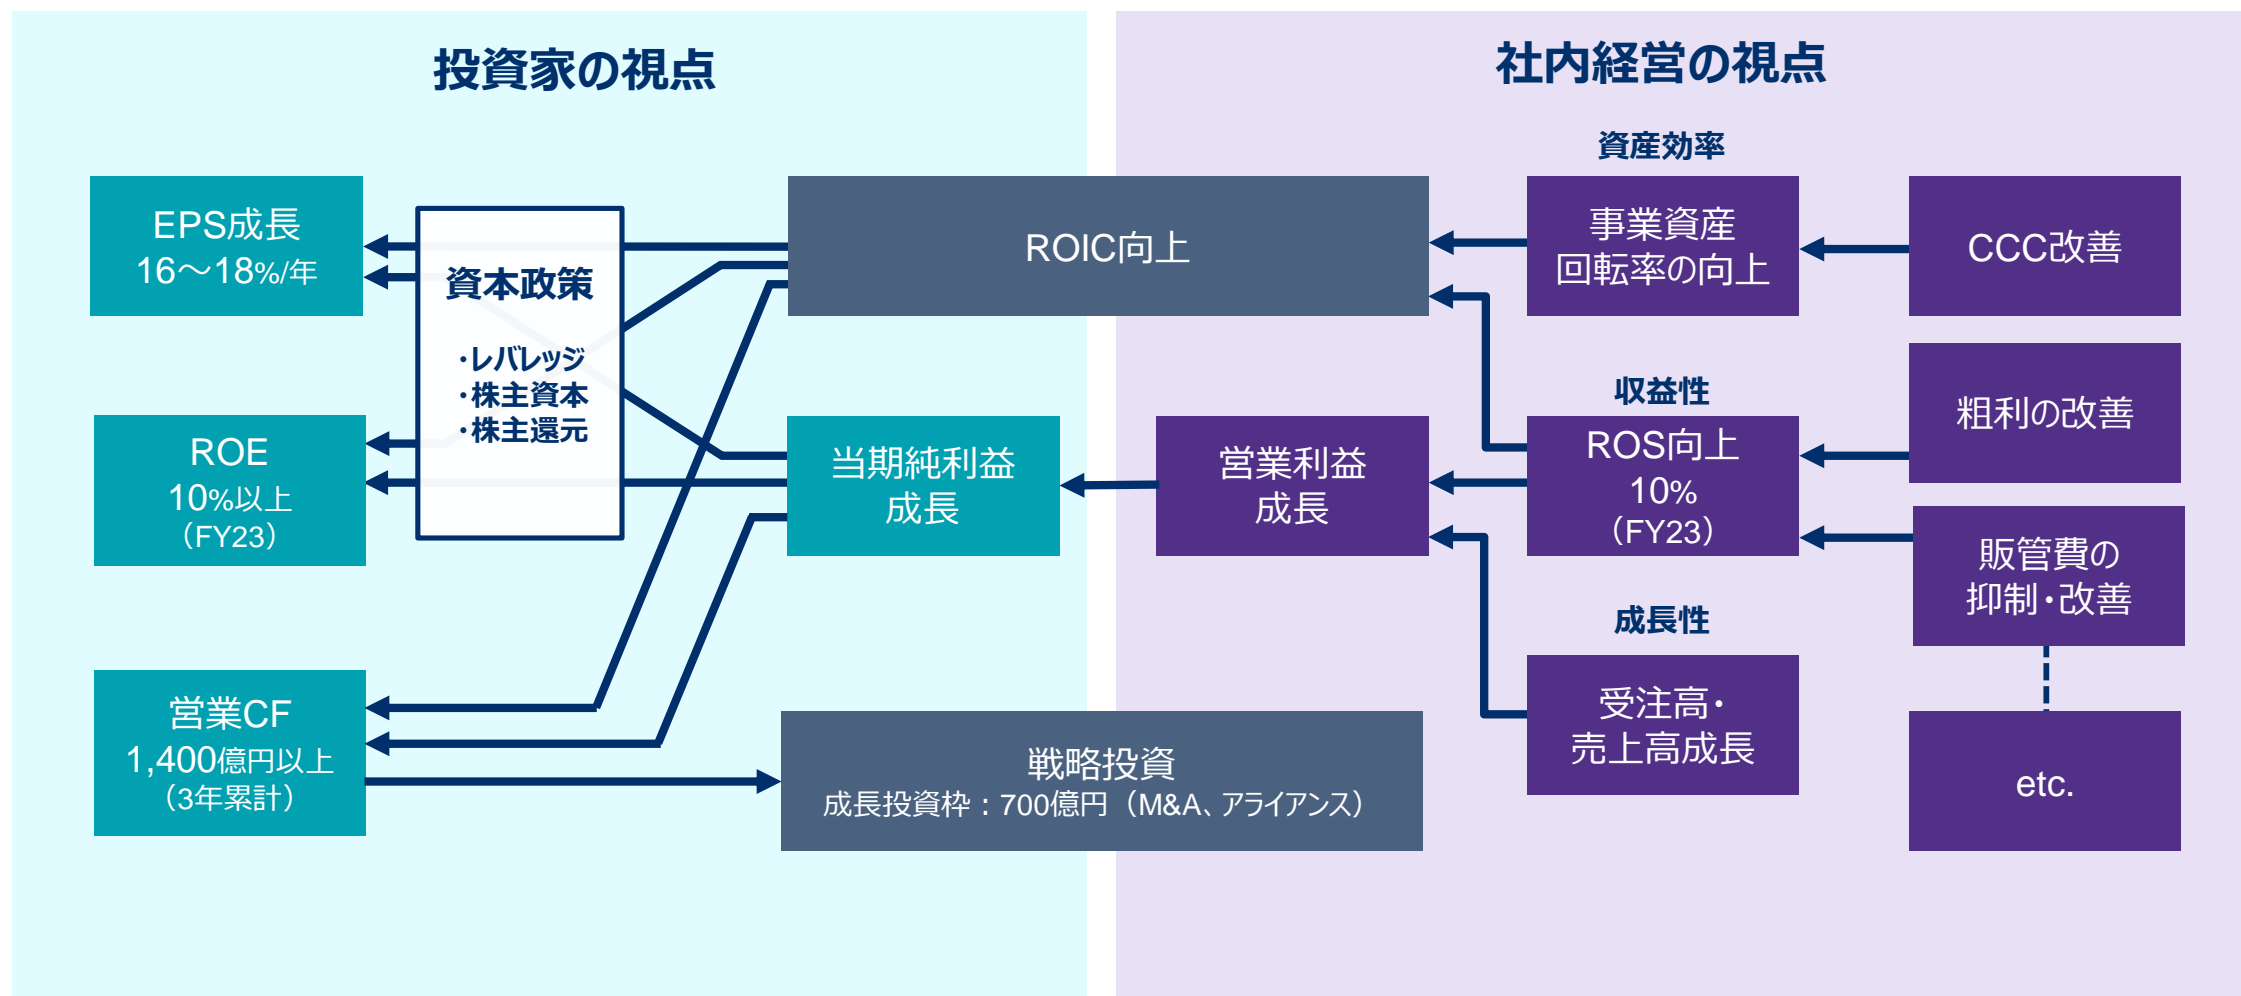 投資家の視点
EPS成長
16～18%/年
ROE
10%以上
（FY23）
営業CF
1,400億円以上
（3年累計）
資本政策
・レバレッジ
・株主資本
・株主還元
ROIC向上
当期純利益
成長
戦略投資
成長投資枠：700億円（M&A、アライアンス）
社内経営の視点
営業利益
成長
資産効率
事業資産
回転率の向上
収益性
ROS向上
10%
（FY23）
成長性
受注高・
売上高成長
CCC改善
粗利の改善
販管費の
抑制・改善
etc.